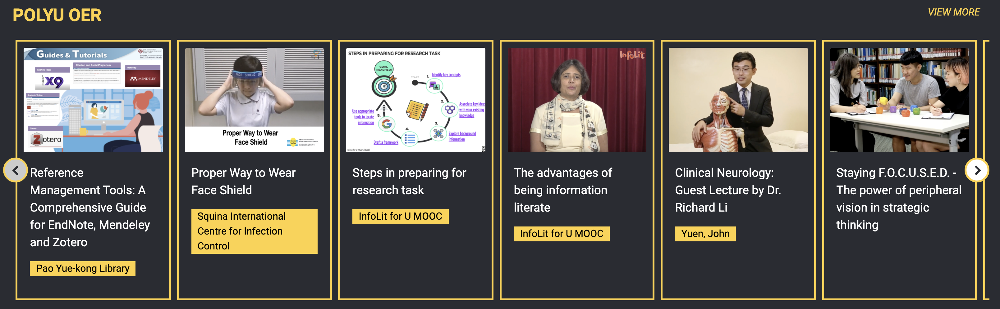 POLYU OER
VIEW MORE
Guides & Tutorials
Citation and Avoid Plagiarism
EndNote (Mac)
EndNote
X9
Mendeley
MENDELEY
Academic Writing
Zotero
Zotero
Reference
Management Tools: A
Comprehensive Guide
for EndNote, Mendeley
and Zotero
Pao Yue-kong Library
FACE SHIELD
Proper Way to Wear
Face Shield
CiC
Proper Way to Wear
Face Shield
Squina International
Centre for Infection
Control
STEPS IN PREPARING FOR RESEARCH TASK
GOAL
REACHED!
START
1.
Identify key concepts
2.
Associate key ideas
with your existing
knowledge
3.
Explore background
information
4.
Draft a framework
5.
Use appropriate
tools to locate
information
InfoLit for U MOOC (2018)
Steps in preparing for
research task
InfoLit for U MOOC
InfoLit
The advantages of
being information
literate
InfoLit for U MOOC
Clinical Neurology:
Guest Lecture by Dr.
Richard Li
Yuen, John
Staying F.O.C.U.S.E.D. -
The power of peripheral
vision in strategic
thinking